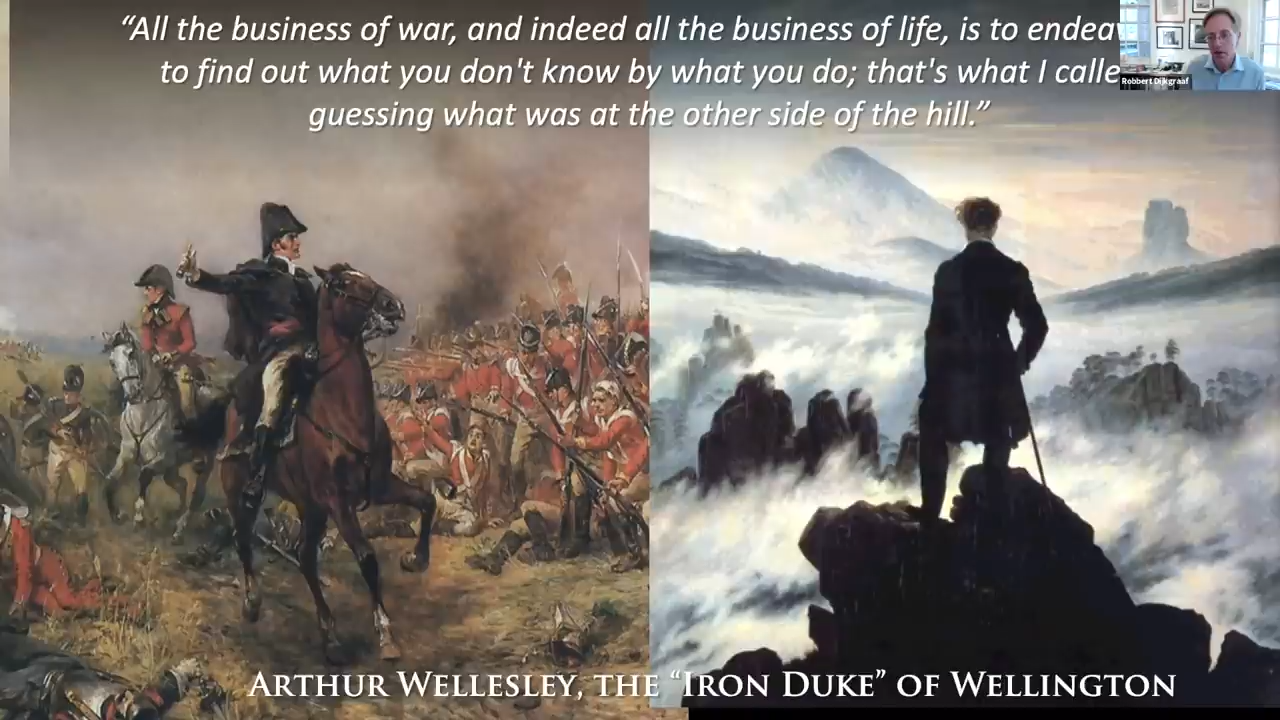 “All the business of war, and indeed all the business of life, is to endeav
to find out what you don't know by what you do; that's what I calle
guessing what was at the other side of the hill.”
Robbert Dijkgraaf
ARTHUR WELLESLEY, THE “IRON DUKE” OF WELLINGTON